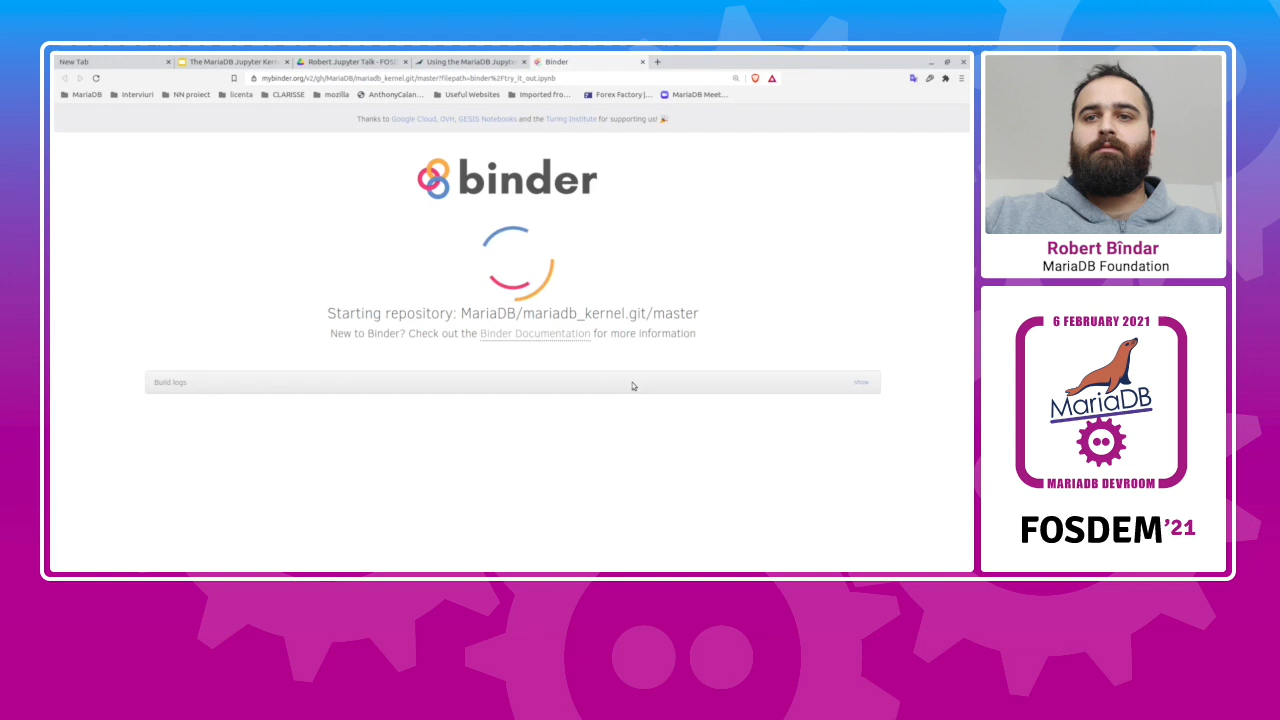 New Tab
The MariaDB Jupyter Kern
Robert Jupyter Talk - FOSD
Using the MariaDB Jupyter
Binder
mybinder.org/v2/gh/MariaDB/mariadb_kernel.git/master?filepath=binder%2Ftry_it_out.ipynb
MariaDB
Interviuri
NN project
licenta
CLARISSE
mozilla
AnthonyCalan...
Useful Websites
Imported fro...
Forex Factory |...
MariaDB Meet...
Thanks to Google Cloud, OVH, GESIS Notebooks and the Turing Institute for supporting us! 🎉
binder
Starting repository: MariaDB/mariadb_kernel.git/master
New to Binder? Check out the Binder Documentation for more information
Build logs
show
Robert Bîndar
MariaDB Foundation
6 FEBRUARY 2021
MariaDB
MARIADB DEVROOM
FOSDEM'21